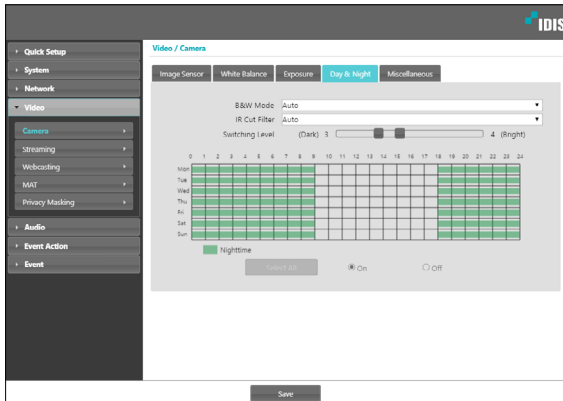 IDIS
Quick Setup
System
Network
Video
Camera
Streaming
Webcasting
MAT
Privacy Masking
Audio
Event Action
Event
Video / Camera
Image Sensor White Balance Exposure Day & Night Miscellaneous
B&W Mode Auto
IR Cut Filter Auto
Switching Level (Dark) 3 4 (Bright)
0 1 2 3 4 5 6 7 8 9 10 11 12 13 14 15 16 17 18 19 20 21 22 23 24
Mon
Tue
Wed
Thu
Fri
Sat
Sun
Nighttime
Select All On Off
Save